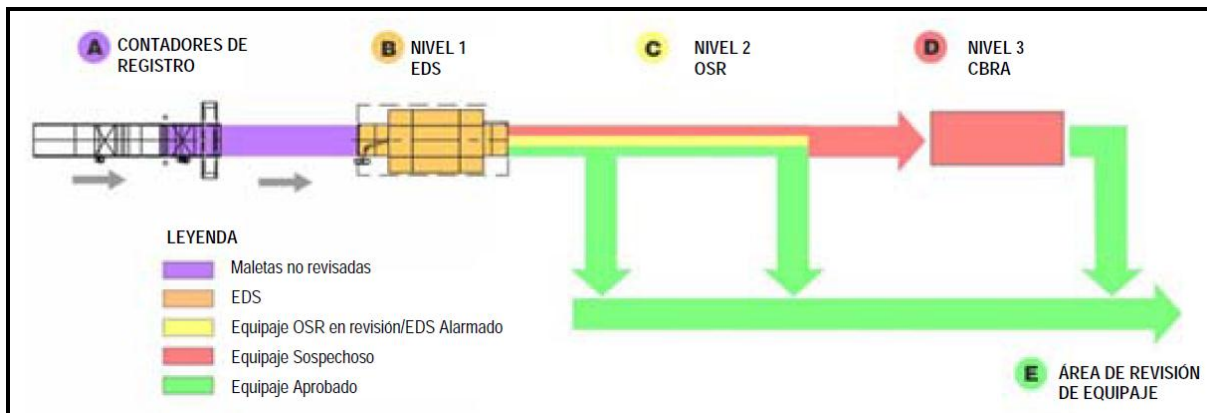 A CONTADORES DE
REGISTRO
B NIVEL 1
EDS
C NIVEL 2
OSR
D NIVEL 3
CBRA
LEYENDA
Maletas no revisadas
EDS
Equipaje OSR en revisión/EDS Alarmado
Equipaje Sospechoso
Equipaje Aprobado
E ÁREA DE REVISIÓN
DE EQUIPAJE